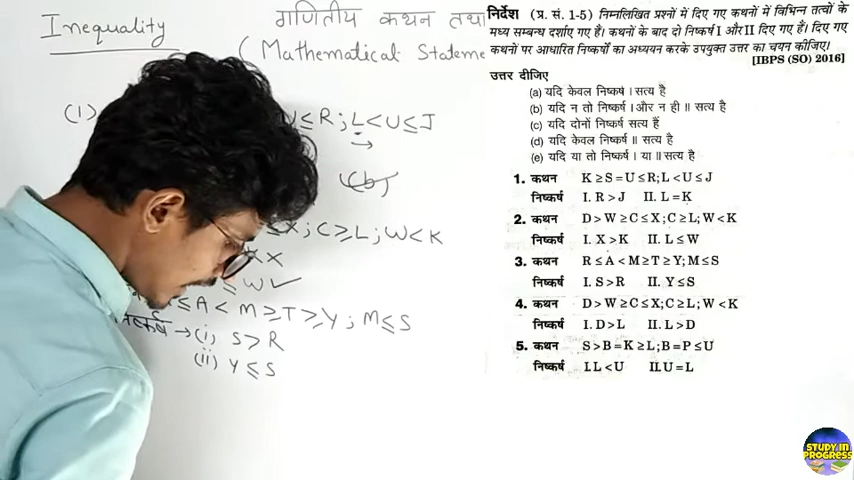 Inequality
गणितीय कथन तथा
(Mathematical Stateme
(1)
U ≤ R ; L < U ≤ J
(b)
≤ X ; C ≥ L ; W < K
≤ W ✓
≤ A < M ≥ T ≥ Y ; M ≤ S
→ (i) S > R
(ii) Y ≤ S
निर्देश (प्र. सं. 1-5) निम्नलिखित प्रश्नों में दिए गए कथनों में विभिन्न तत्वों के
मध्य सम्बन्ध दर्शाए गए हैं। कथनों के बाद दो निष्कर्ष I और II दिए गए हैं। दिए गए
कथनों पर आधारित निष्कर्षों का अध्ययन करके उपयुक्त उत्तर का चयन कीजिए।
[IBPS (SO) 2016]
उत्तर दीजिए
(a) यदि केवल निष्कर्ष । सत्य है
(b) यदि न तो निष्कर्ष । और न ही ॥ सत्य है
(c) यदि दोनों निष्कर्ष सत्य हैं
(d) यदि केवल निष्कर्ष ॥ सत्य है
(e) यदि या तो निष्कर्ष । या ॥ सत्य है
1. कथन K ≥ S = U ≤ R; L < U ≤ J
निष्कर्ष I. R > J II. L = K
2. कथन D > W ≥ C ≤ X; C ≥ L; W < K
निष्कर्ष I. X > K II. L ≤ W
3. कथन R ≤ A < M ≥ T ≥ Y; M ≤ S
निष्कर्ष I. S > R II. Y ≤ S
4. कथन D > W ≥ C ≤ X; C ≥ L; W < K
निष्कर्ष I. D > L II. L > D
5. कथन S > B = K ≥ L; B = P ≤ U
निष्कर्ष I. L < U II. U = L
STUDY IN
PROGRESS